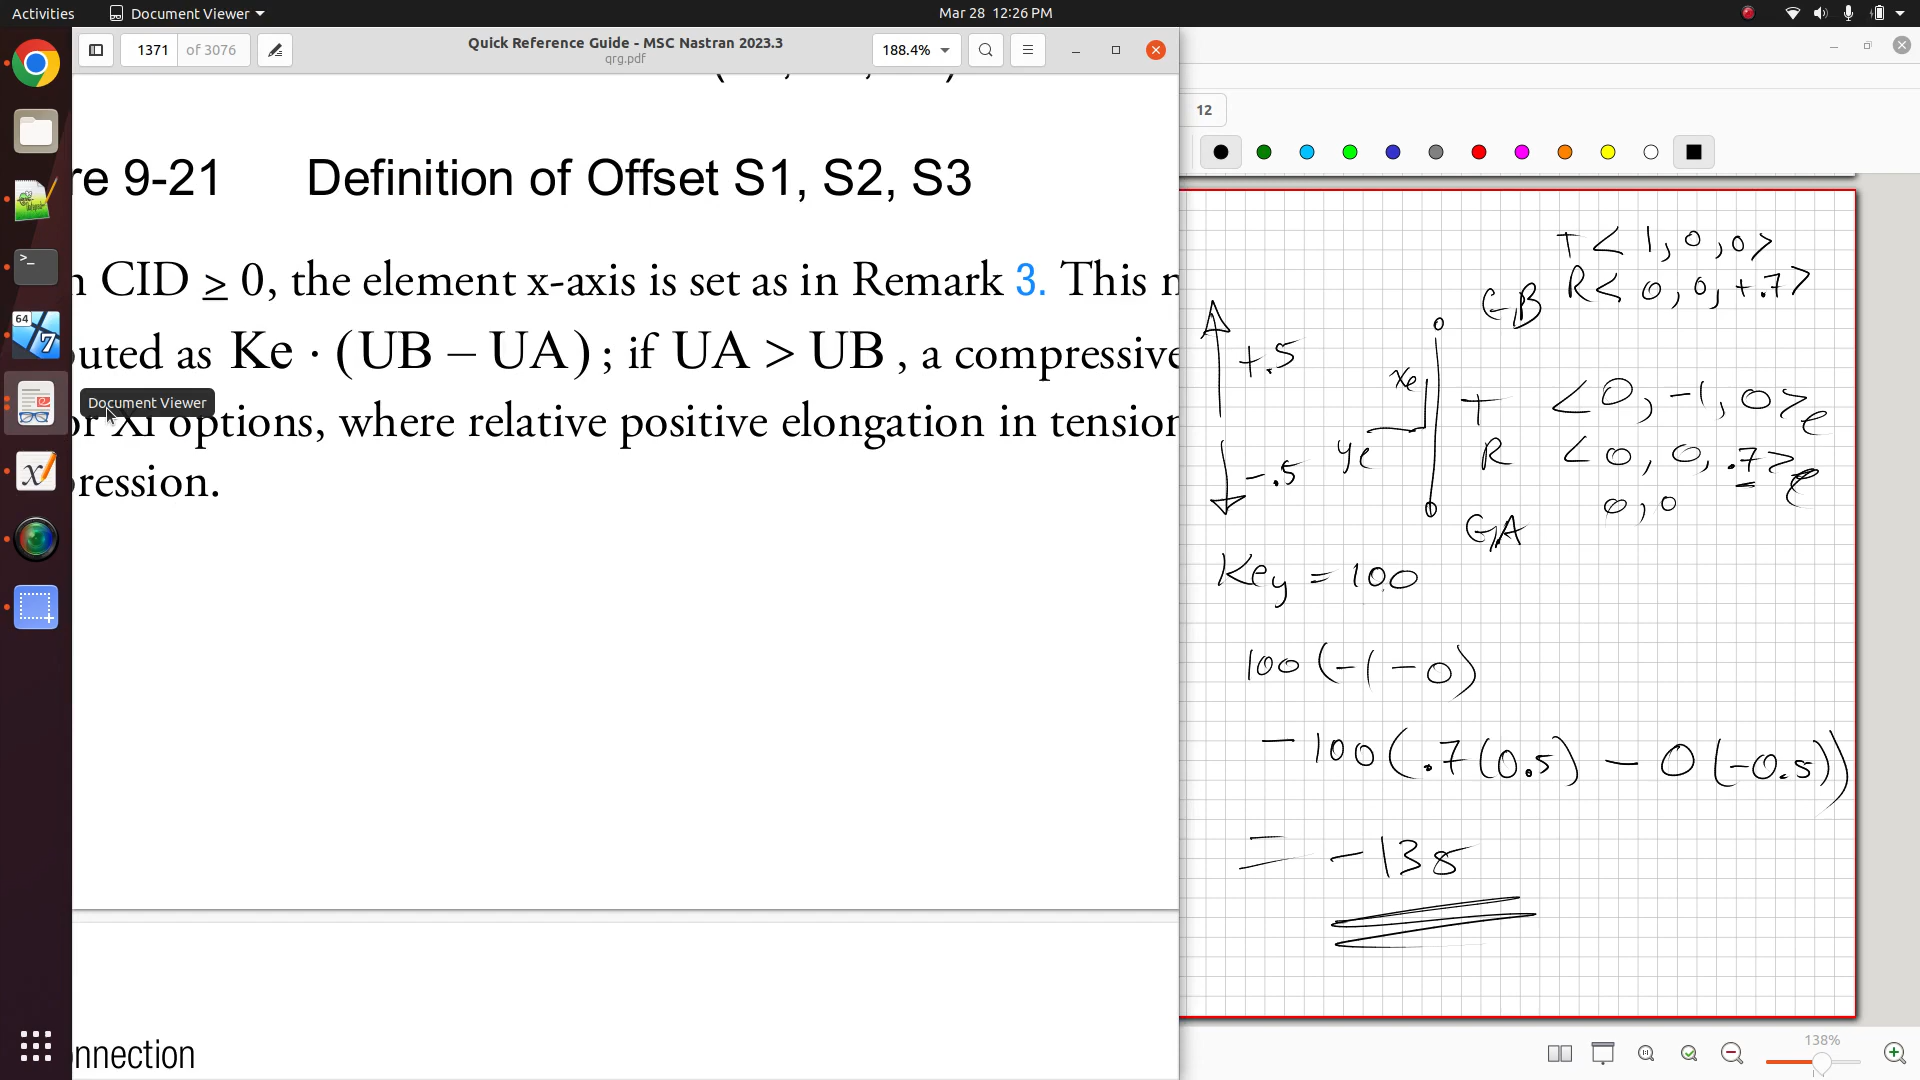 Activities
Document Viewer
Mar 28 12:26 PM
1371 of 3076
Quick Reference Guide - MSC Nastran 2023.3
qrg.pdf
188.4%
re 9-21 Definition of Offset S1, S2, S3
CID ≥ 0, the element x-axis is set as in Remark 3. This
uted as Ke · (UB – UA) ; if UA > UB , a compressive
or Xi options, where relative positive elongation in tension
pression.
nnection
Document Viewer
64
7
12
T < 1, 0, 0>
R < 0, 0, +.7>
GB
+.5
xe
T <0, -1, 0>e
ye
R <0, 0, .7>e
-.5
0, 0
GA
Key = 100
100 (-1 - 0)
- 100 (.7(0.5) - 0(-0.5))
= -135
138%